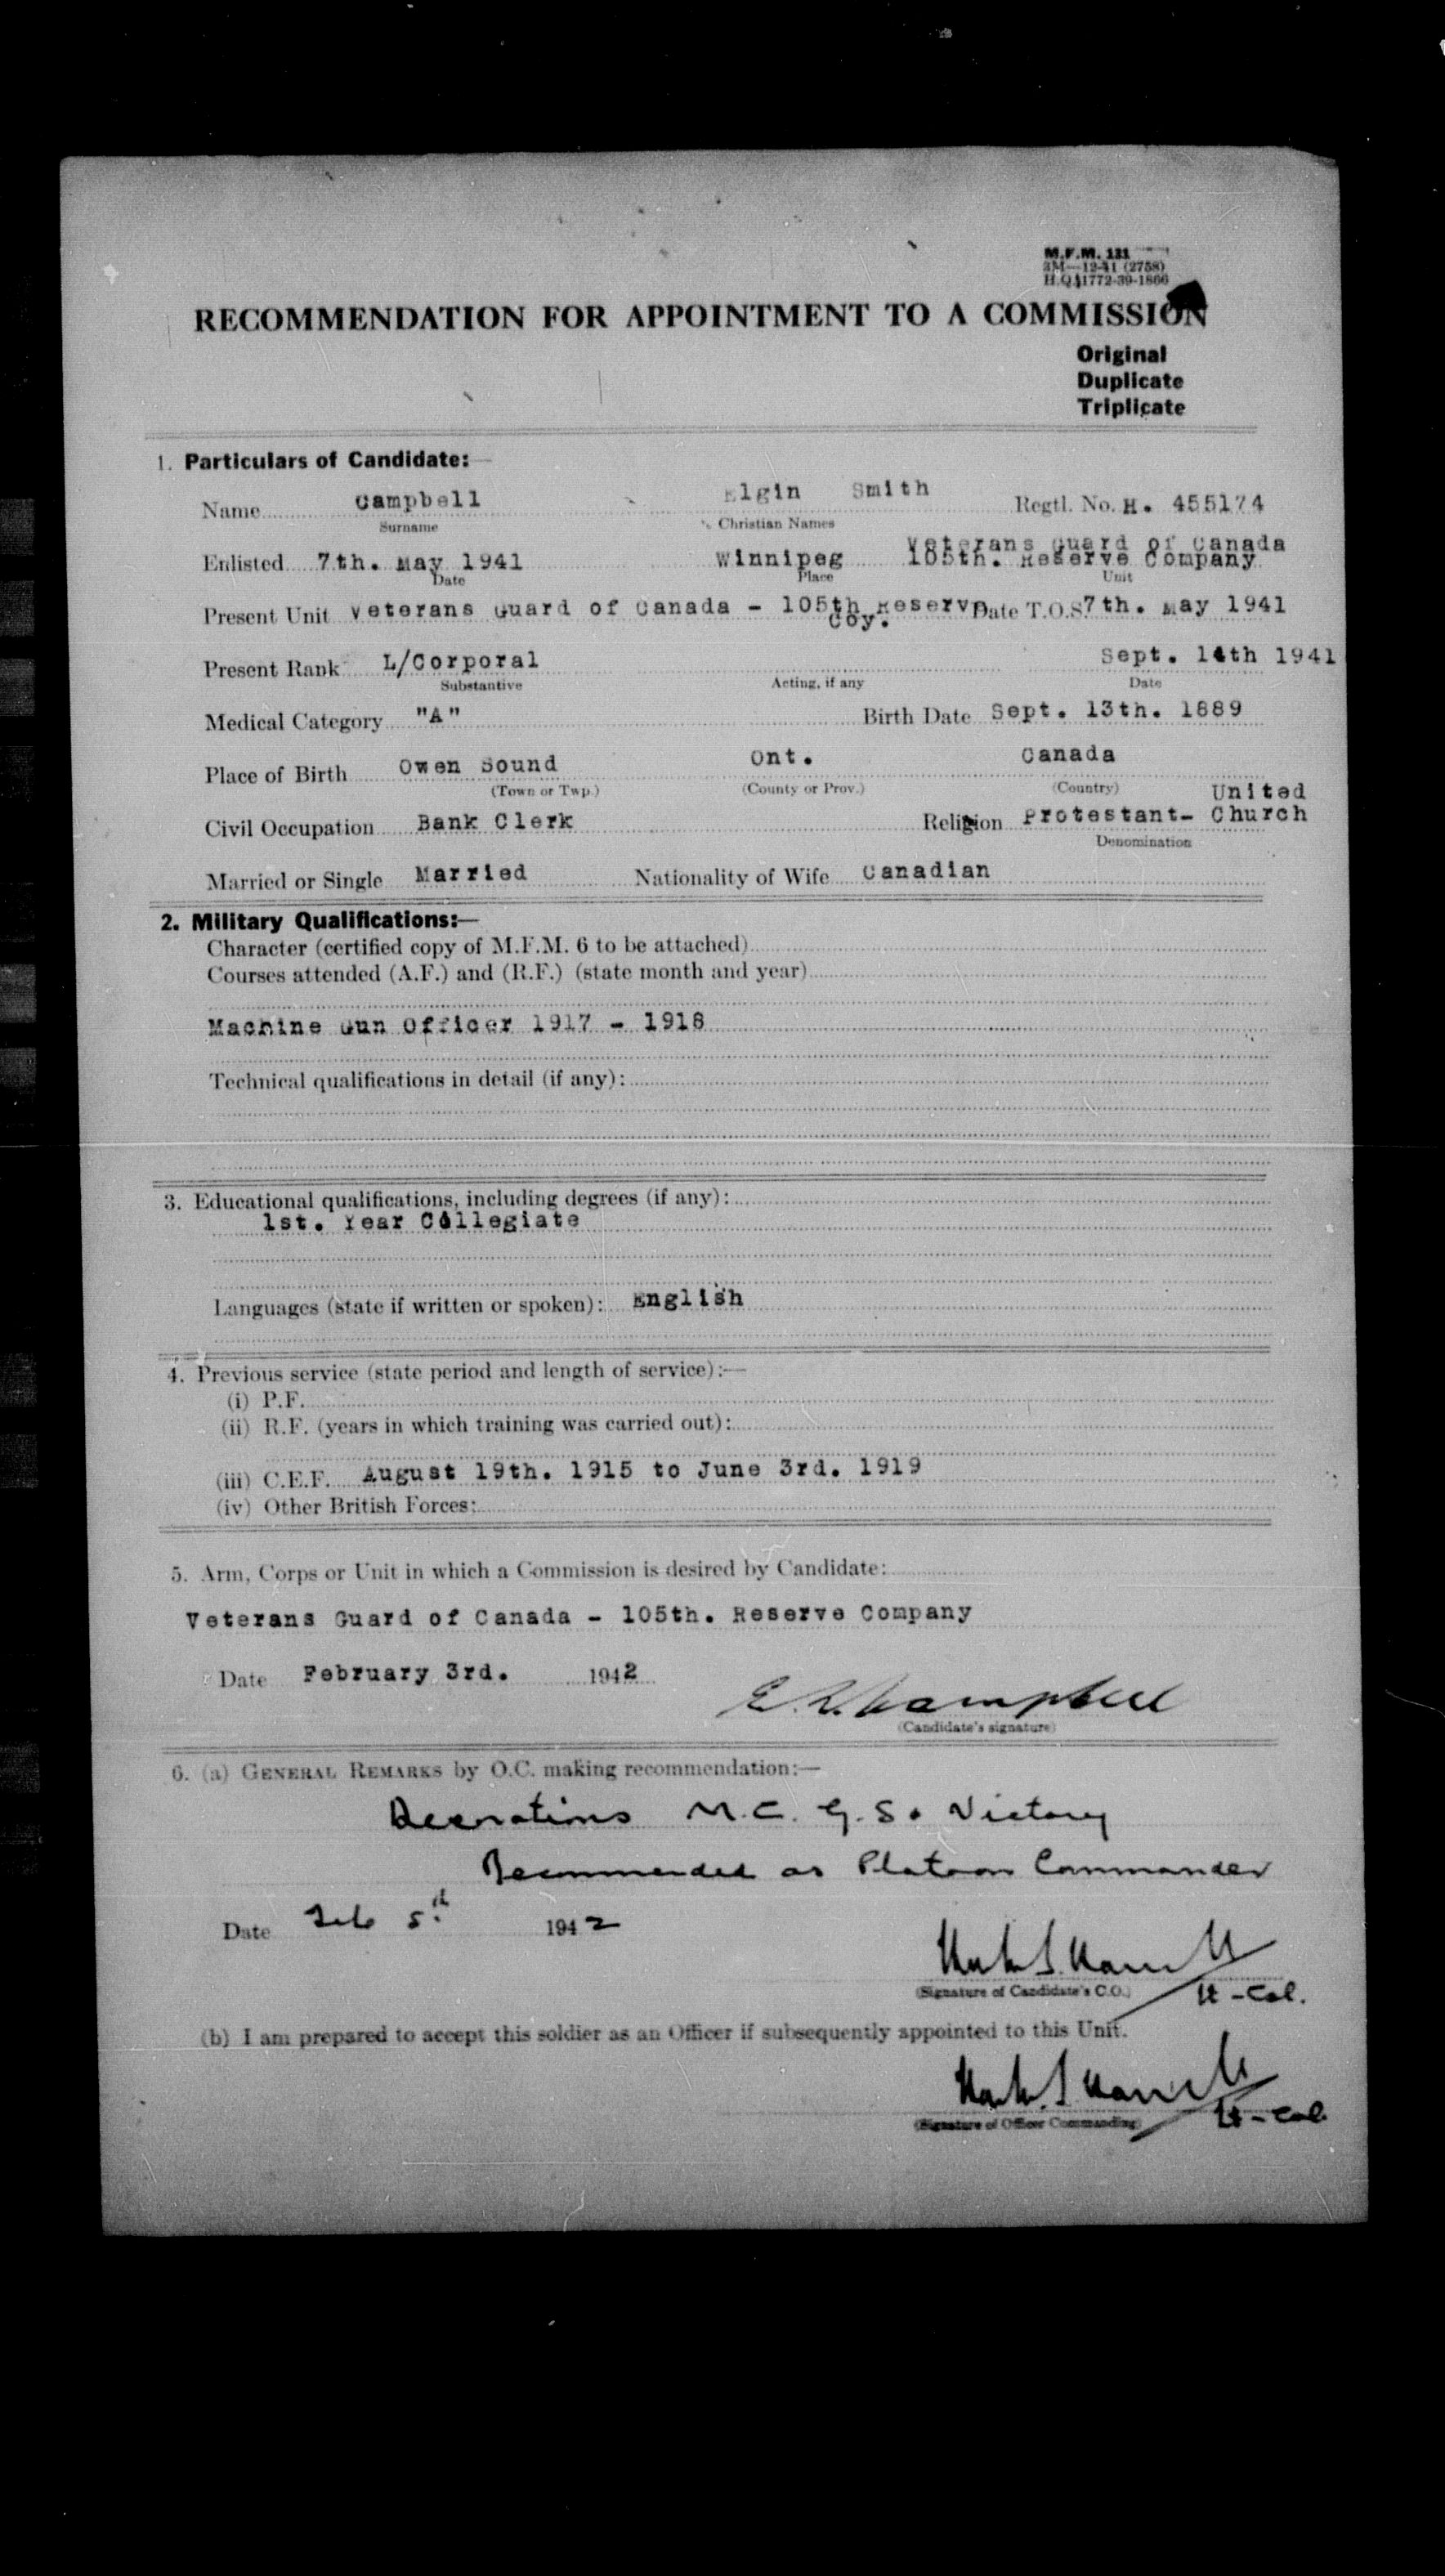 M.F.M. 131
3M—12-41 (2758)
H.Q. 1772-39-1866
RECOMMENDATION FOR APPOINTMENT TO A COMMISSION
Original
Duplicate
Triplicate
1. Particulars of Candidate:—
Name Campbell Elgin Smith Regtl. No. H. 455174
Surname Christian Names
Veterans Guard of Canada
Enlisted 7th. May 1941 Winnipeg 105th. Reserve Company
Date Place Unit
Present Unit Veterans Guard of Canada - 105th Reserve Date T.O.S. 7th. May 1941
Coy.
Present Rank L/Corporal Sept. 14th 1941
Substantive Acting, if any Date
Medical Category "A" Birth Date Sept. 13th. 1889
Place of Birth Owen Sound Ont. Canada
(Town or Twp.) (County or Prov.) (Country) United
Civil Occupation Bank Clerk Religion Protestant- Church
Denomination
Married or Single Married Nationality of Wife Canadian
2. Military Qualifications:—
Character (certified copy of M.F.M. 6 to be attached)
Courses attended (A.F.) and (R.F.) (state month and year)
Machine Gun Officer 1917 - 1918
Technical qualifications in detail (if any):
3. Educational qualifications, including degrees (if any):
1st. Year Collegiate
Languages (state if written or spoken): English
4. Previous service (state period and length of service):—
(i) P.F.
(ii) R.F. (years in which training was carried out):
(iii) C.E.F. August 19th. 1915 to June 3rd. 1919
(iv) Other British Forces:
5. Arm, Corps or Unit in which a Commission is desired by Candidate:
Veterans Guard of Canada - 105th. Reserve Company
Date February 3rd. 1942
E.S. Campbell
(Candidate's signature)
6. (a) GENERAL REMARKS by O.C. making recommendation:—
Decorations M.C. G.S. Victory
Recommended as Platoon Commander
Date Feb 5th 1942
(Signature of Candidate's C.O.) Lt-Col.
(b) I am prepared to accept this soldier as an Officer if subsequently appointed to this Unit.
(Signature of Officer Commanding) Lt-Col